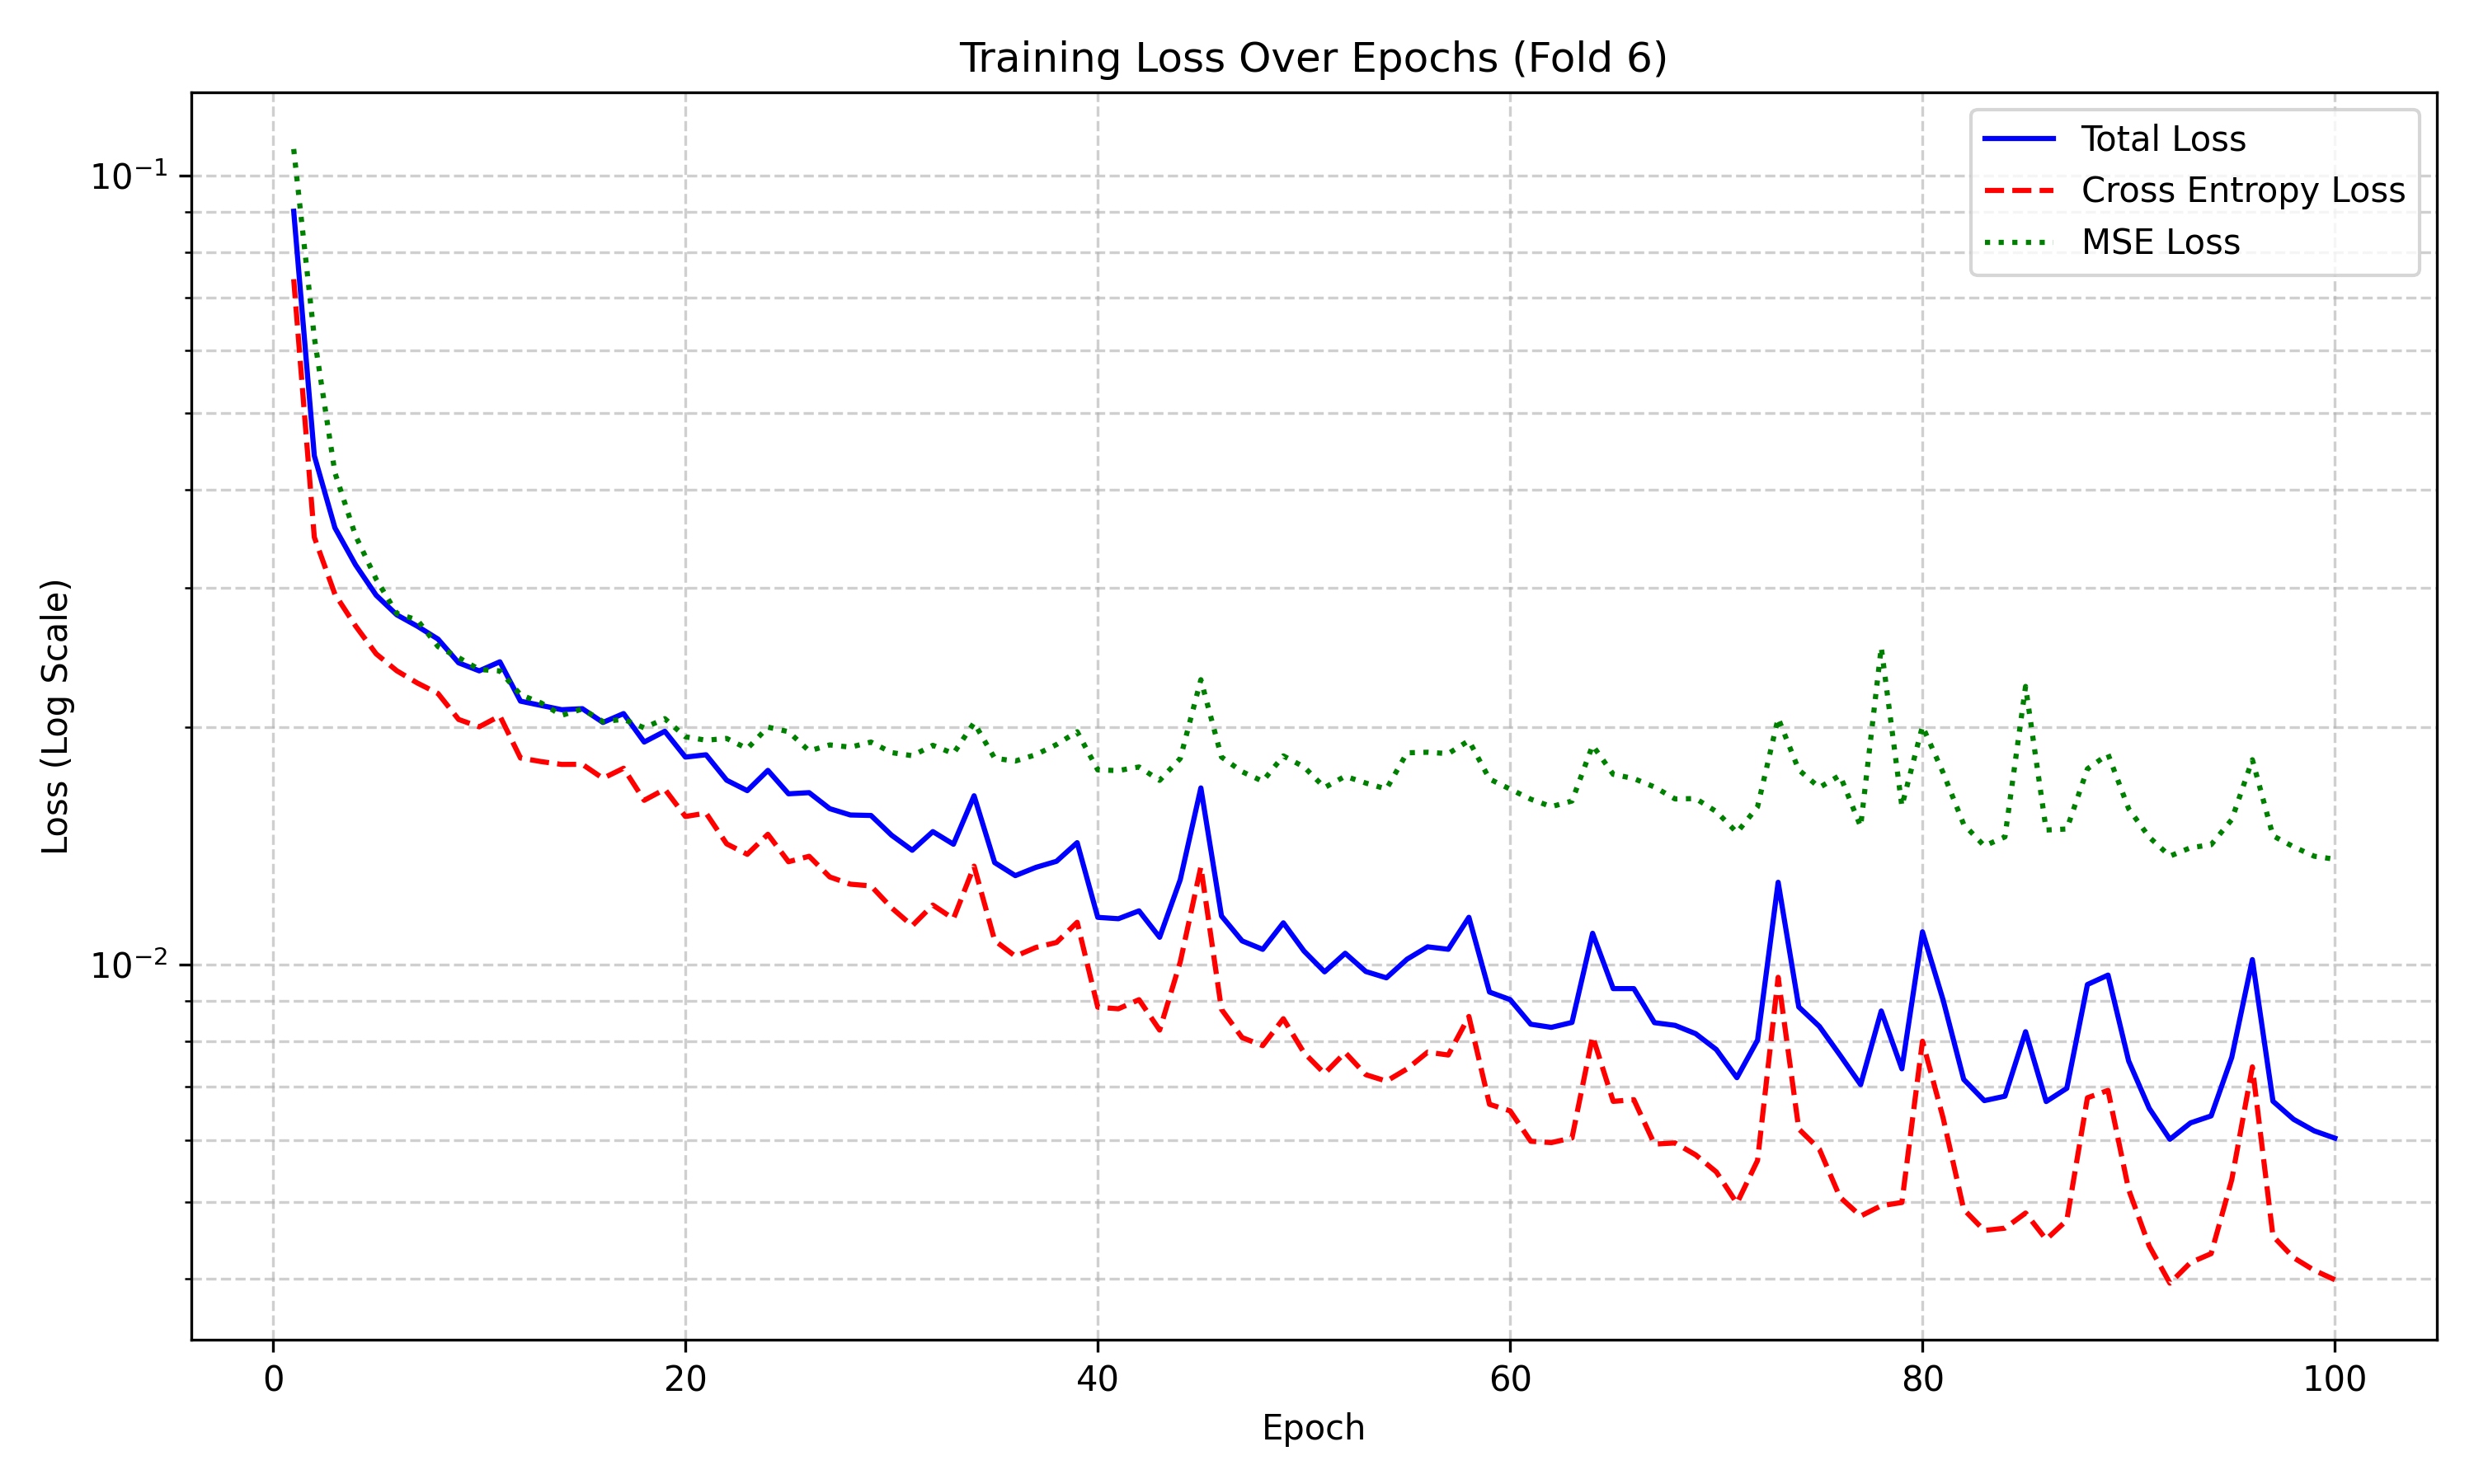 Training Loss Over Epochs (Fold 6)
Total Loss
Cross Entropy Loss
MSE Loss
Loss (Log Scale)
10⁻¹
10⁻²
0 20 40 60 80 100
Epoch